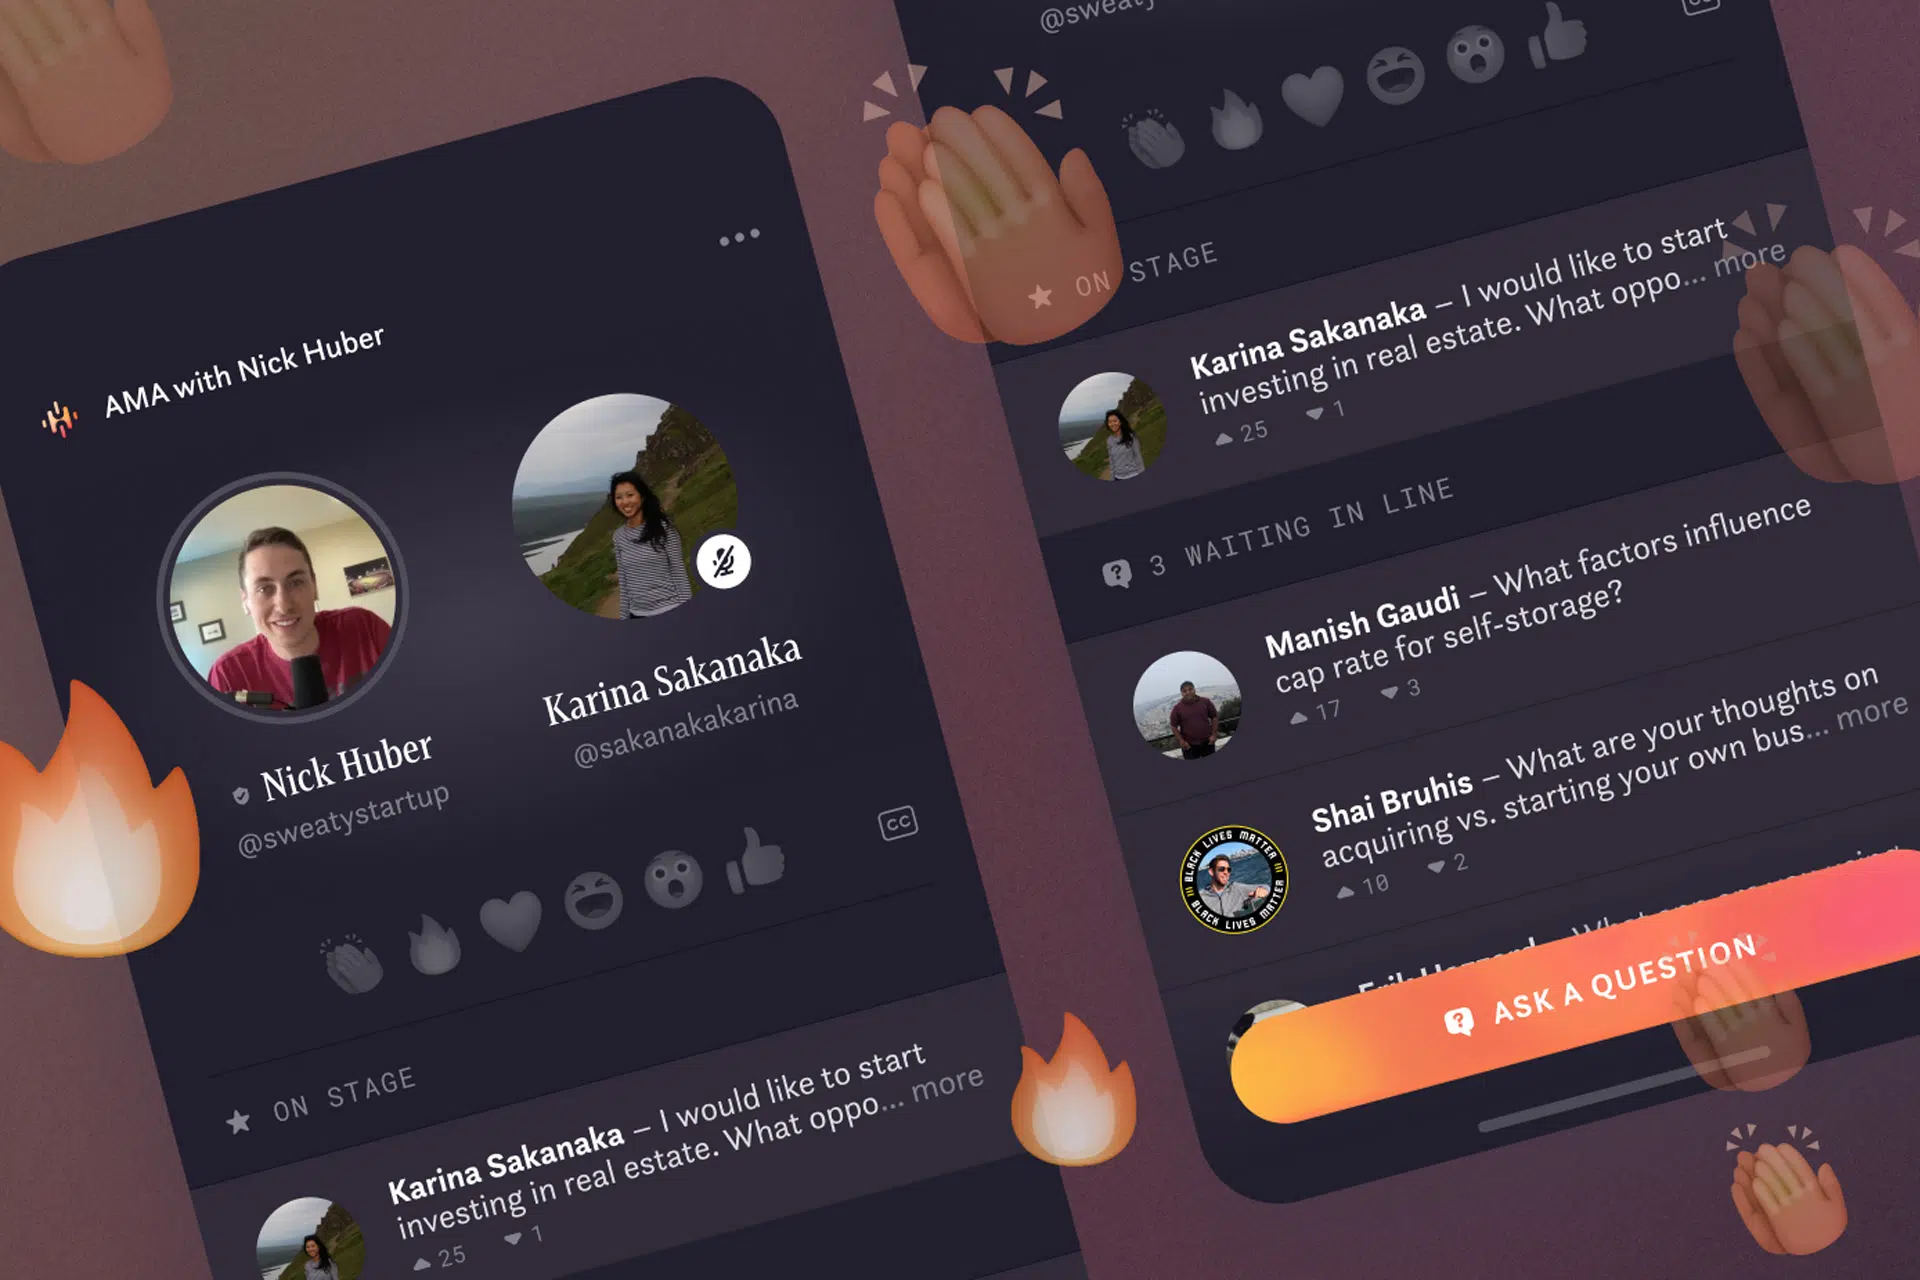 AMA with Nick Huber
Nick Huber
@sweatystartup
Karina Sakanaka
@sakanakakarina
CC
ON STAGE
Karina Sakanaka – I would like to start
investing in real estate. What oppo... more
25 1
@sweaty
ON STAGE
Karina Sakanaka – I would like to start
investing in real estate. What oppo... more
25 1
3 WAITING IN LINE
Manish Gaudi – What factors influence
cap rate for self-storage?
17 3
BLACK LIVES MATTER
BLACK LIVES MATTER
Shai Bruhis – What are your thoughts on
acquiring vs. starting your own bus... more
10 2
ASK A QUESTION